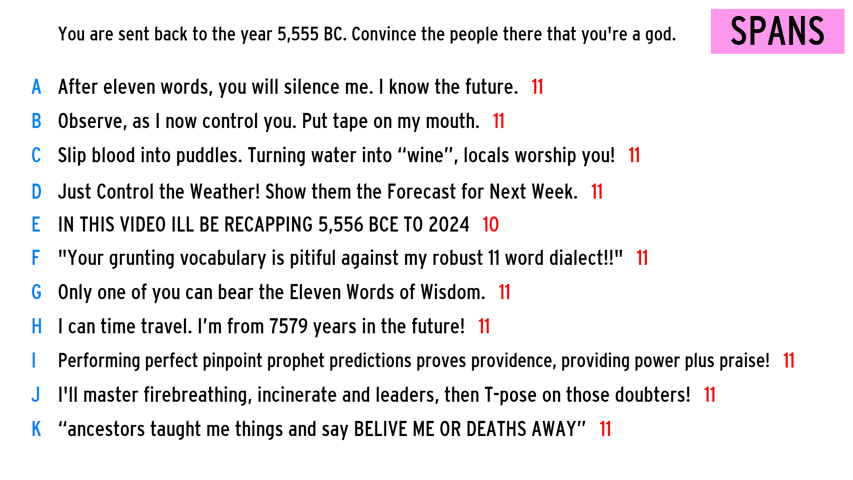 You are sent back to the year 5,555 BC. Convince the people there that you're a god.
SPANS
A After eleven words, you will silence me. I know the future. 11
B Observe, as I now control you. Put tape on my mouth. 11
C Slip blood into puddles. Turning water into “wine”, locals worship you! 11
D Just Control the Weather! Show them the Forecast for Next Week. 11
E IN THIS VIDEO ILL BE RECAPPING 5,556 BCE TO 2024 10
F "Your grunting vocabulary is pitiful against my robust 11 word dialect!!" 11
G Only one of you can bear the Eleven Words of Wisdom. 11
H I can time travel. I’m from 7579 years in the future! 11
I Performing perfect pinpoint prophet predictions proves providence, providing power plus praise! 11
J I'll master firebreathing, incinerate and leaders, then T-pose on those doubters! 11
K “ancestors taught me things and say BELIVE ME OR DEATHS AWAY” 11